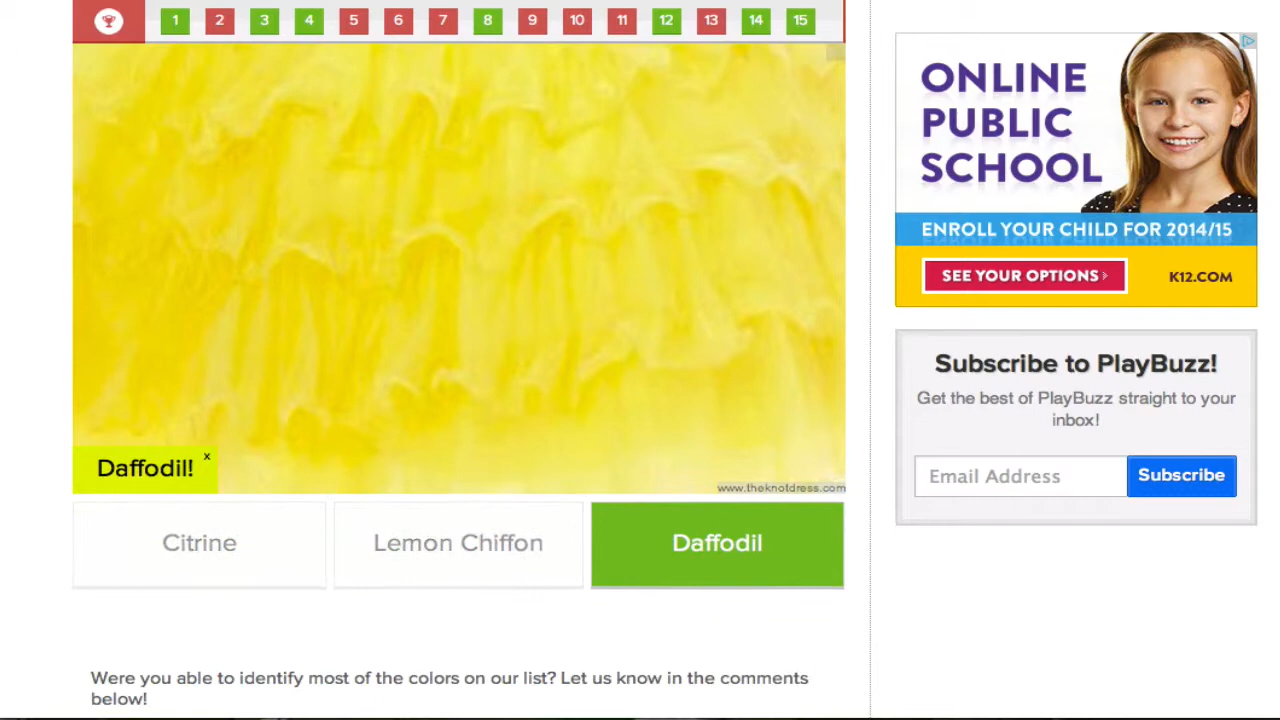 1 2 3 4 5 6 7 8 9 10 11 12 13 14 15
Daffodil!
x
www.theknotdress.com
Citrine
Lemon Chiffon
Daffodil
Were you able to identify most of the colors on our list? Let us know in the comments
below!
ONLINE
PUBLIC
SCHOOL
ENROLL YOUR CHILD FOR 2014/15
SEE YOUR OPTIONS
K12.COM
Subscribe to PlayBuzz!
Get the best of PlayBuzz straight to your
inbox!
Email Address
Subscribe